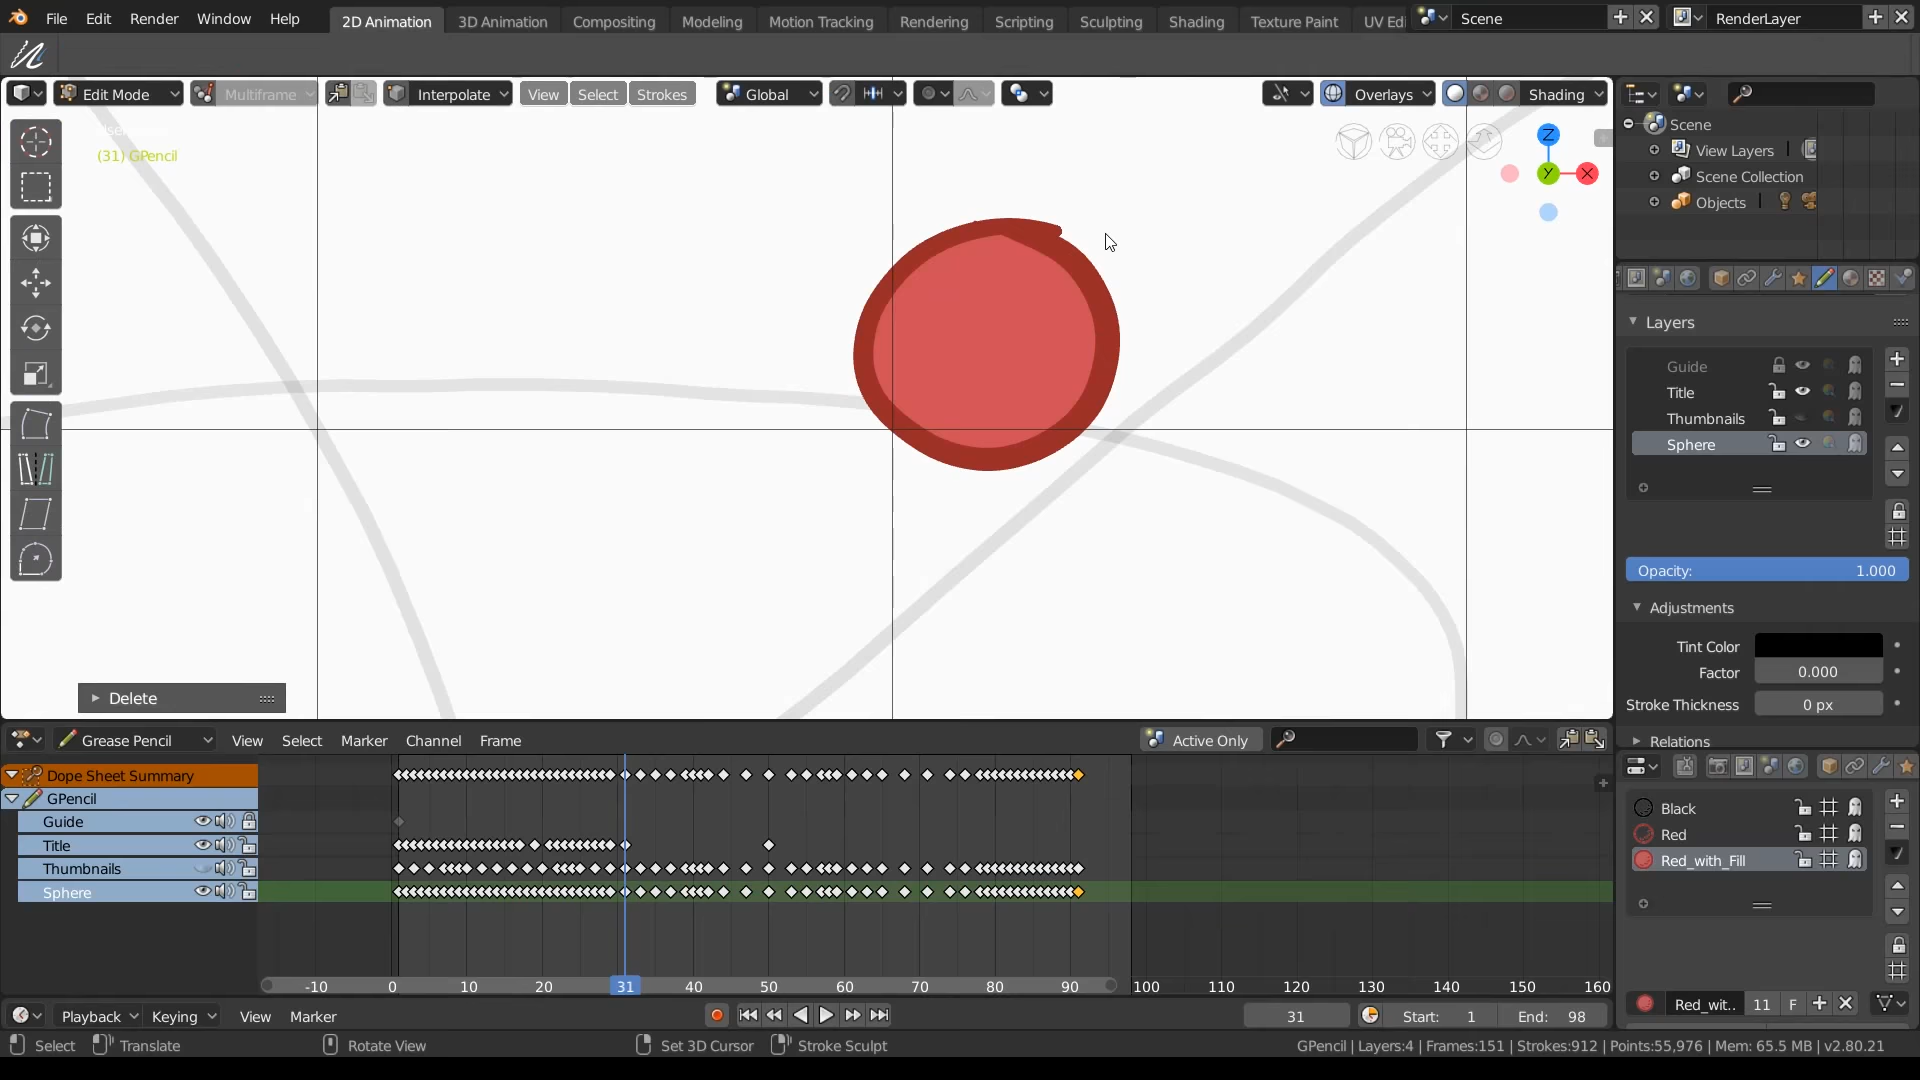 File Edit Render Window Help 2D Animation 3D Animation Compositing Modeling Motion Tracking Rendering Scripting Sculpting Shading Texture Paint UV Edi Scene RenderLayer
Edit Mode Multiframe Interpolate View Select Strokes Global Overlays Shading
(31) GPencil
Z
Y X
Scene
View Layers
Scene Collection
Objects
Layers
Guide
Title
Thumbnails
Sphere
Opacity: 1.000
Adjustments
Tint Color
Factor 0.000
Stroke Thickness 0 px
Relations
Delete
Grease Pencil View Select Marker Channel Frame Active Only
Dope Sheet Summary
GPencil
Guide
Title
Thumbnails
Sphere
-10 0 10 20 31 40 50 60 70 80 90 100 110 120 130 140 150 160
Black
Red
Red_with_Fill
Red_wit.. 11 F
Playback Keying View Marker 31 Start: 1 End: 98
Select Translate Rotate View Set 3D Cursor Stroke Sculpt GPencil | Layers:4 | Frames:151 | Strokes:912 | Points:55,976 | Mem: 65.5 MB | v2.80.21